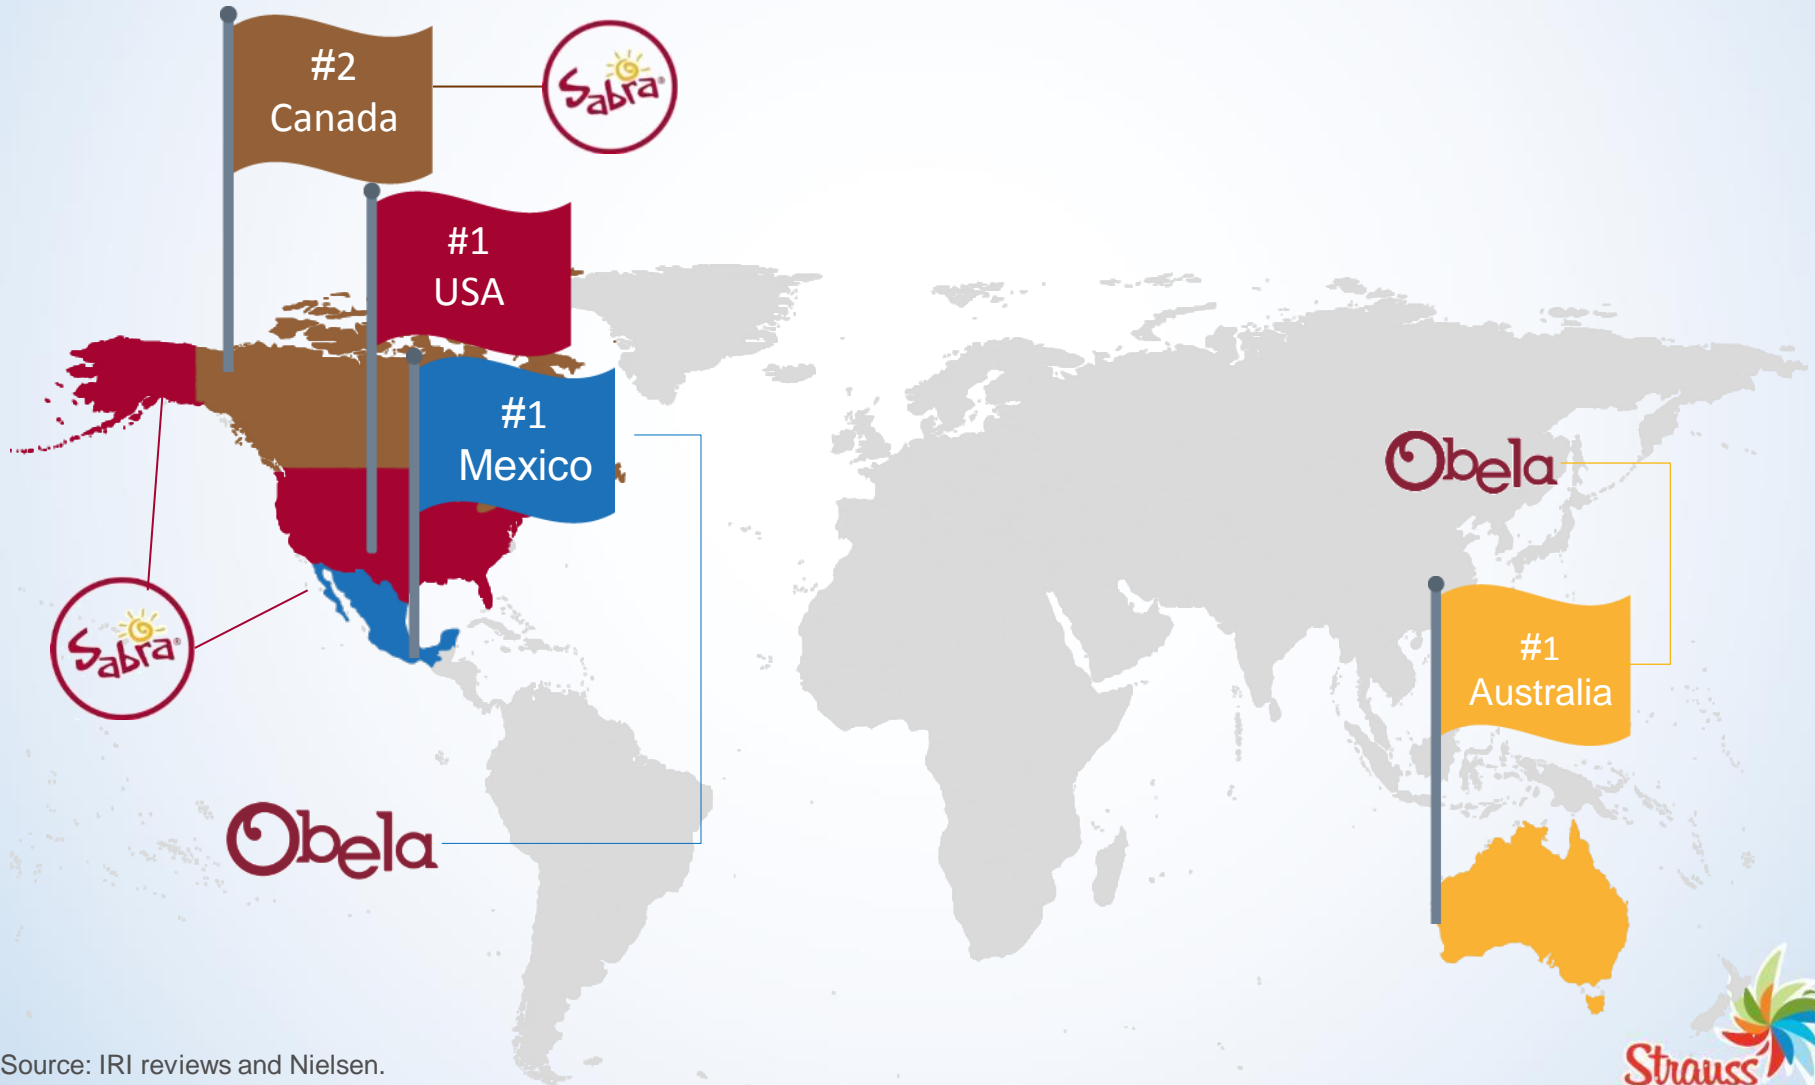 #2
Canada
Sabra®
#1
USA
#1
Mexico
Obela
Sabra®
#1
Australia
Obela
Source: IRI reviews and Nielsen.
Strauss